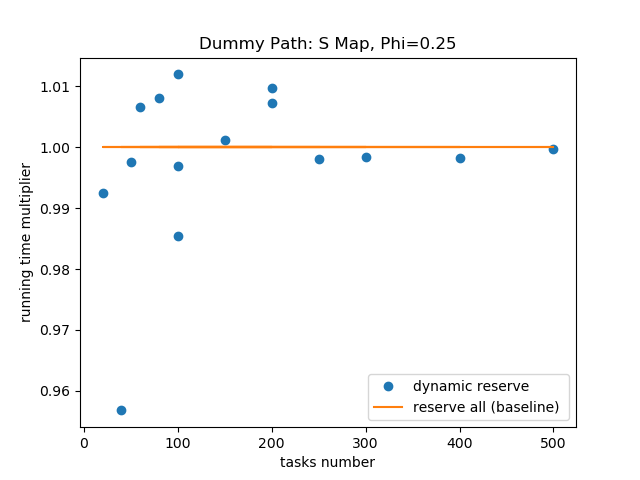 Dummy Path: S Map, Phi=0.25
running time multiplier
1.01
1.00
0.99
0.98
0.97
0.96
0 100 200 300 400 500
tasks number
dynamic reserve
reserve all (baseline)